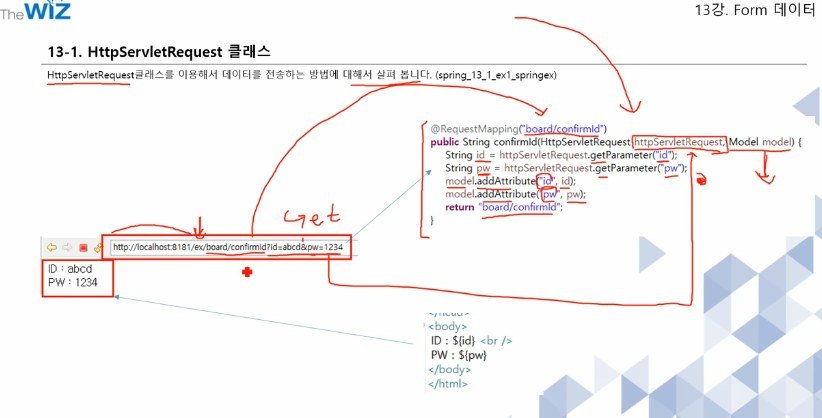 The WIZ
13강. Form 데이터
13-1. HttpServletRequest 클래스
HttpServletRequest클래스를 이용해서 데이터를 전송하는 방법에 대해서 살펴 봅니다. (spring_13_1_ex1_springex)
@RequestMapping("board/confirmId")
public String confirmId(HttpServletRequest httpServletRequest, Model model) {
String id = httpServletRequest.getParameter("id");
String pw = httpServletRequest.getParameter("pw");
model.addAttribute("id", id);
model.addAttribute("pw", pw);
return "board/confirmId";
}
Get
http://localhost:8181/ex/board/confirmId?id=abcd&pw=1234
ID : abcd
PW : 1234
</head>
<body>
ID : ${id} <br />
PW : ${pw}
</body>
</html>